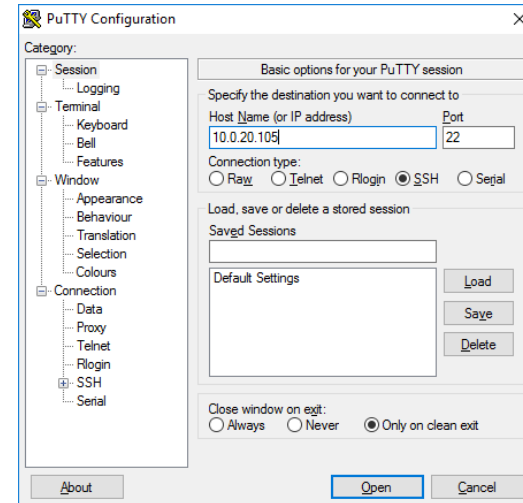 PuTTY Configuration
Category:
Session
Logging
Terminal
Keyboard
Bell
Features
Window
Appearance
Behaviour
Translation
Selection
Colours
Connection
Data
Proxy
Telnet
Rlogin
SSH
Serial
Basic options for your PuTTY session
Specify the destination you want to connect to
Host Name (or IP address) Port
10.0.20.105 22
Connection type:
Raw Telnet Rlogin SSH Serial
Load, save or delete a stored session
Saved Sessions
Default Settings
Load
Save
Delete
Close window on exit:
Always Never Only on clean exit
About Open Cancel